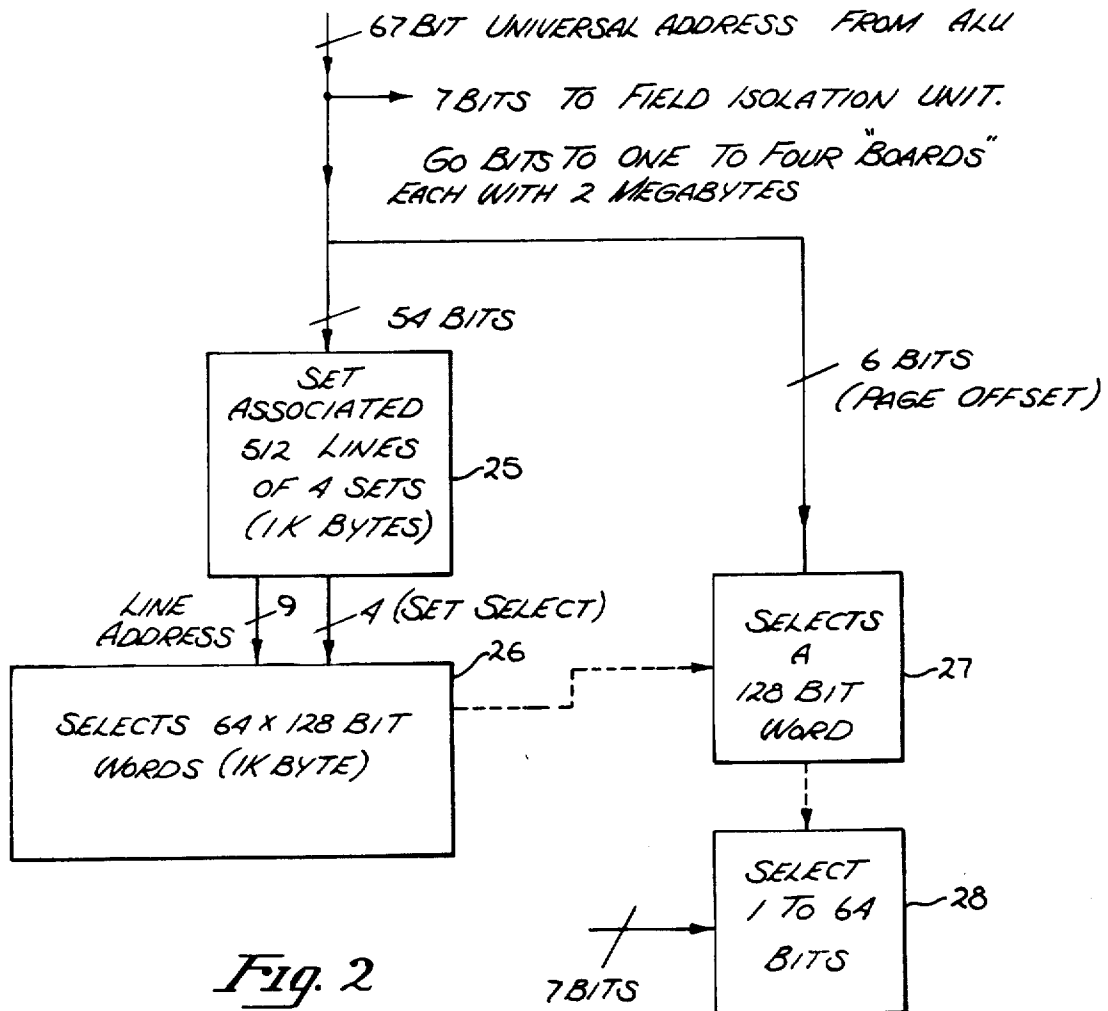 67 BIT UNIVERSAL ADDRESS FROM ALU
7 BITS TO FIELD ISOLATION UNIT.
60 BITS TO ONE TO FOUR "BOARDS"
EACH WITH 2 MEGABYTES
54 BITS
6 BITS
(PAGE OFFSET)
SET
ASSOCIATED
512 LINES
OF 4 SETS
(1K BYTES)
25
LINE
ADDRESS
9
4 (SET SELECT)
26
SELECTS 64 x 128 BIT
WORDS (1K BYTE)
SELECTS
A
128 BIT
WORD
27
SELECT
1 TO 64
BITS
28
7 BITS
Fig. 2